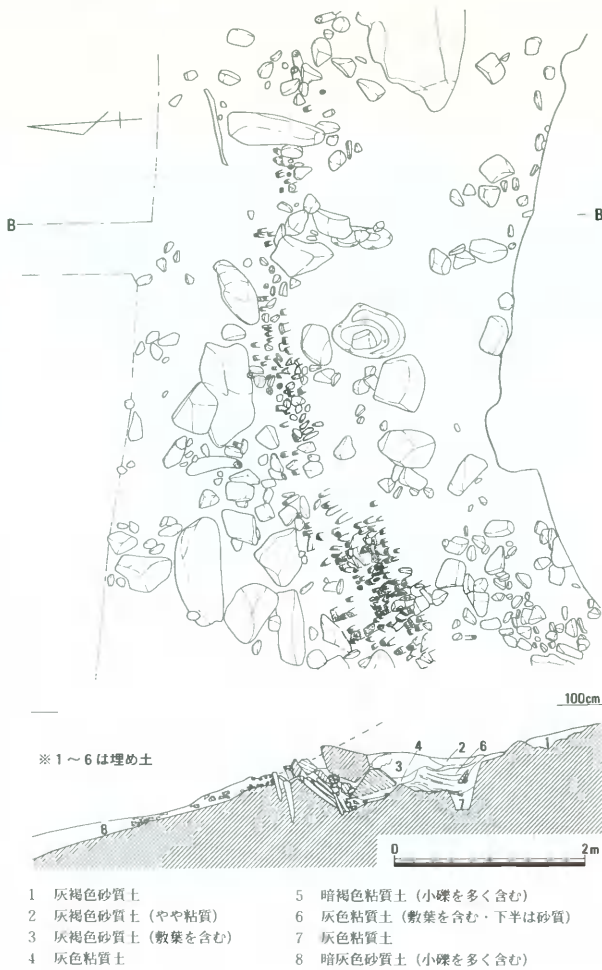 B
B
100cm
※1～6は埋め土
1
4
2
6
3
5
7
8
0
2m
1 灰褐色砂質土
2 灰褐色砂質土（やや粘質）
3 灰褐色砂質土（敷葉を含む）
4 灰色粘質土
5 暗褐色粘質土（小礫を多く含む）
6 灰色粘質土（敷葉を含む・下半は砂質）
7 灰色粘質土
8 暗灰色砂質土（小礫を多く含む）